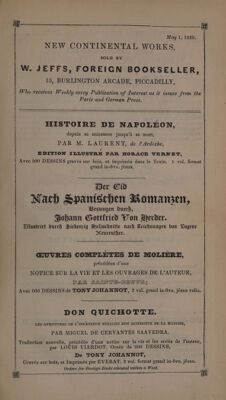 May 1, 1839.
NEW CONTINENTAL WORKS,
SOLD BY
W. JEFFS, FOREIGN BOOKSELLER,
15, BURLINGTON ARCADE, PICCADILLY,
Who receives Weekly every Publication of Interest as it issues from the
Paris and German Press.
HISTOIRE DE NAPOLÉON,
depuis sa naissance jusqu'à sa mort,
PAR M. LAURENT, de l'Ardèche,
EDITION ILLUSTRÉ PAR HORACE VERNET,
Avec 500 DESSINS gravés sur bois, et imprimés dans le Texte. 1 vol. format
grand in-8vo. jésus.
Der Cid
Nach Spanischen Romanzen,
Besungen durch,
Johann Gottfried Von Herder.
Illustrirt durch Siebenzig Holzschnitte nach Zeichnungen von Eugene
Neureuther.
ŒUVRES COMPLÈTES DE MOLIÈRE,
précédées d'une
NOTICE SUR LA VIE ET LES OUVRAGES DE L'AUTEUR,
PAR SAINTE-BEUVE;
Avec 800 DESSINS de TONY JOHANNOT, 2 vol. grand in-8vo. jésus vélin.
DON QUICHOTTE.
LES AVENTURES DE L'INGÉNIEUX HIDALGO DON QUICHOTTE DE LA MANCHE,
PAR MIGUEL DE CERVANTES SAAVEDRA.
Traduction nouvelle, précédée d'une notice sur la vie et les écrits de l'auteur,
par LOUIS VIARDOT. Ornée de 800 DESSINS,
De TONY JOHANNOT,
Gravés sur bois, et Imprimés par EVERAT. 2 vol. format grand in-8vo. jésus.
Orders for Foreign Books executed within a Week.